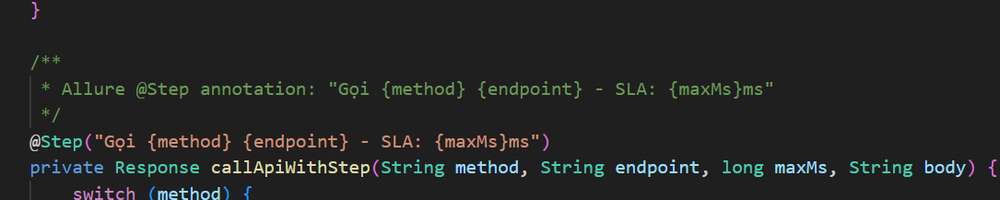 }
/**
* Allure @Step annotation: "Gọi {method} {endpoint} - SLA: {maxMs}ms"
*/
@Step("Gọi {method} {endpoint} - SLA: {maxMs}ms")
private Response callApiWithStep(String method, String endpoint, long maxMs, String body) {
switch (method) {